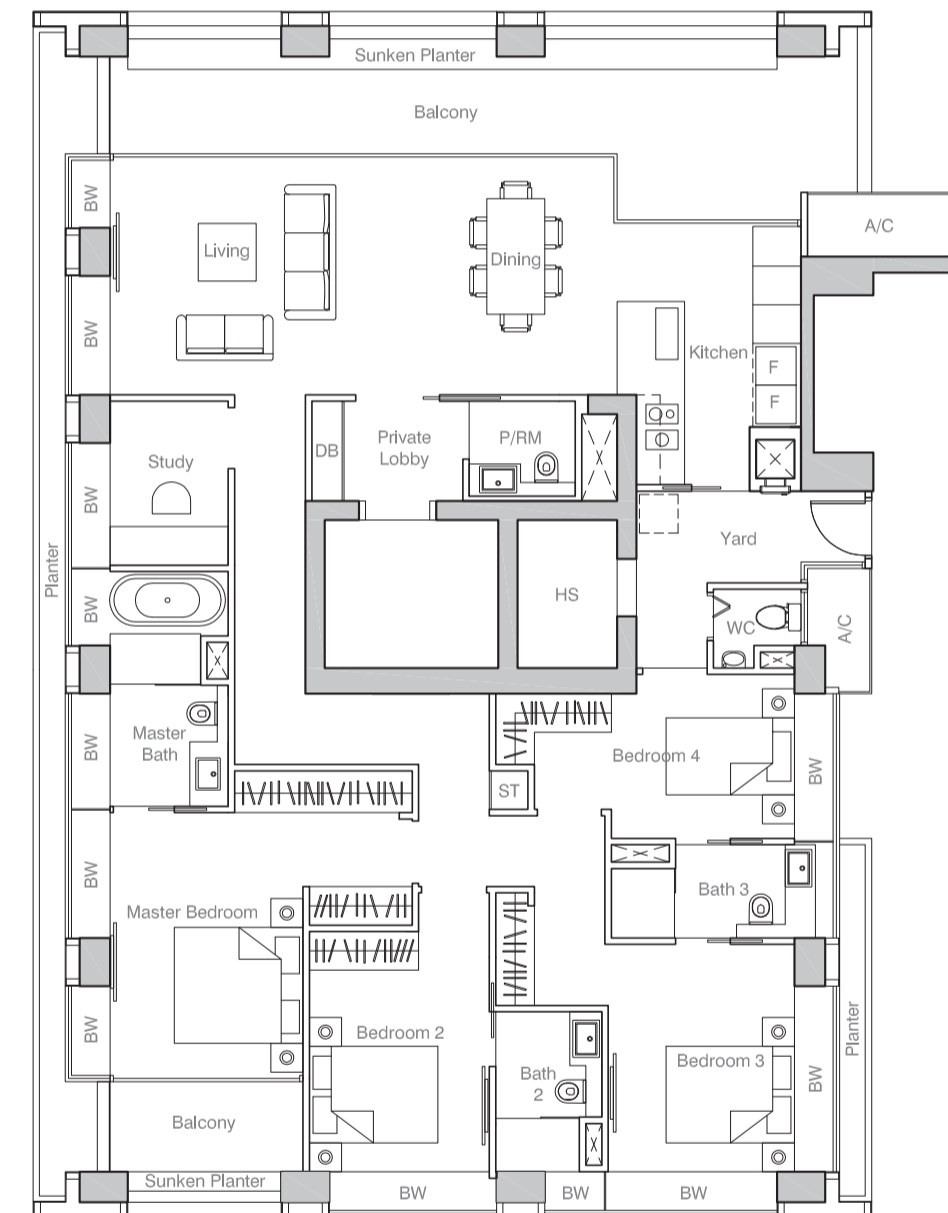 Sunken Planter
Balcony
BW
A/C
Living
Dining
BW
Kitchen
F
F
DB
Private
Lobby
P/RM
Study
BW
Yard
Planter
BW
HS
WC
A/C
Master
Bath
BW
Bedroom 4
BW
ST
BW
Bath 3
Master Bedroom
BW
Bedroom 2
Planter
Bedroom 3
Bath
2
BW
Balcony
Sunken Planter
BW
BW
BW